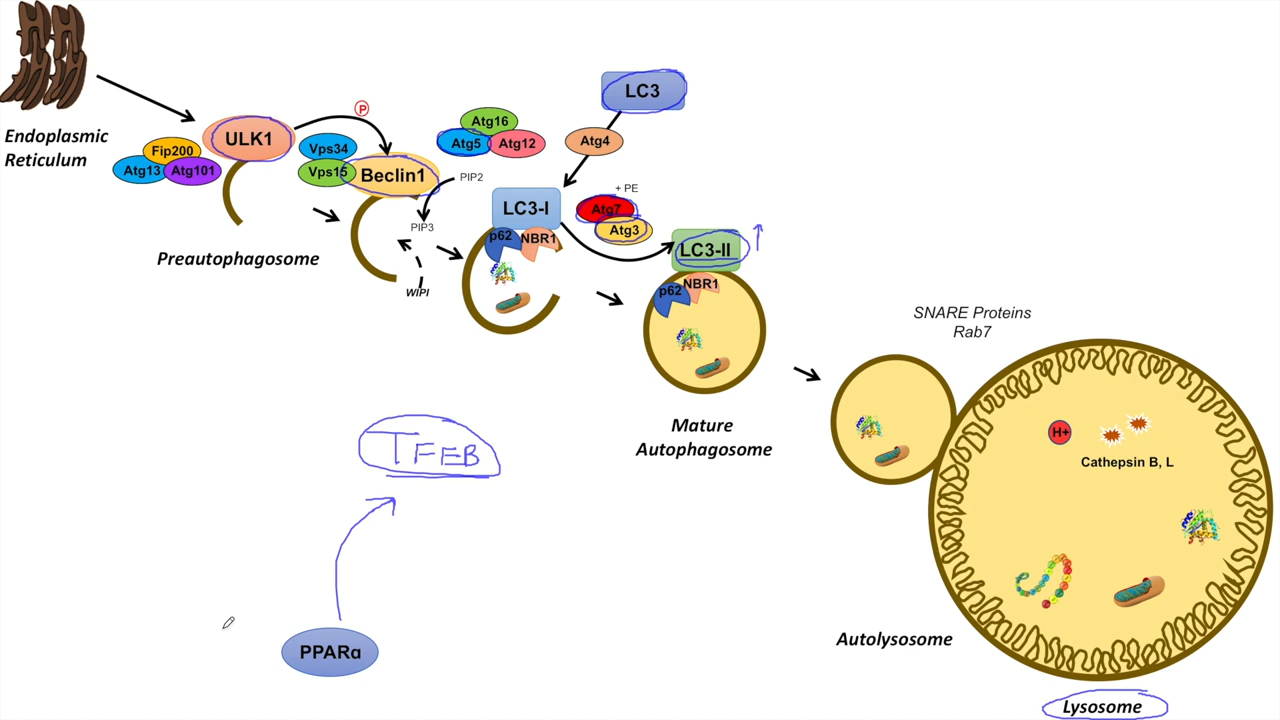 Endoplasmic
Reticulum
ULK1
Fip200
Atg13
Atg101
P
Vps34
Vps15
Beclin1
PIP2
PIP3
WIPI
Preautophagosome
Atg16
Atg5
Atg12
LC3
Atg4
LC3-I
p62
NBR1
+ PE
Atg7
Atg3
LC3-II
p62
NBR1
Mature
Autophagosome
SNARE Proteins
Rab7
H+
Cathepsin B, L
Autolysosome
Lysosome
TFEB
PPARα